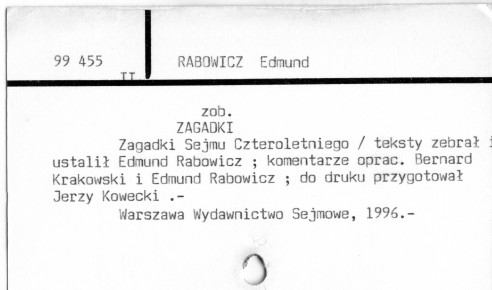 99 455 RABOWICZ Edmund
II
zob.
ZAGADKI
Zagadki Sejmu Czteroletniego / teksty zebrał i
ustalił Edmund Rabowicz ; komentarze oprac. Bernard
Krakowski i Edmund Rabowicz ; do druku przygotował
Jerzy Kowecki .-
Warszawa Wydawnictwo Sejmowe, 1996.-